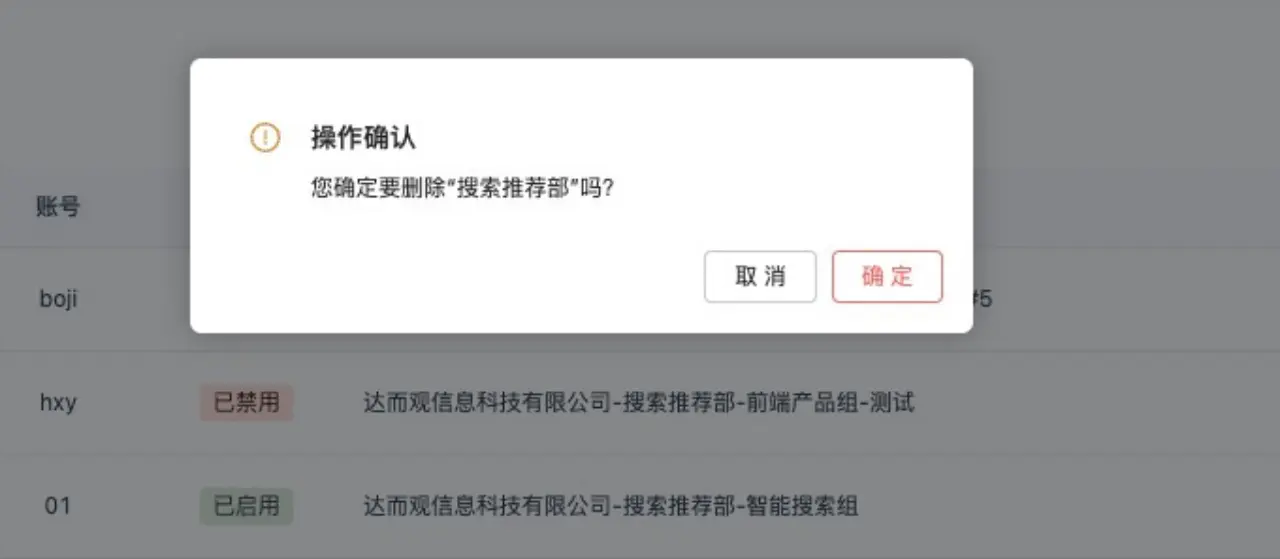 操作确认
您确定要删除“搜索推荐部”吗?
取消 确定
账号
boji #5
hxy 已禁用 达而观信息科技有限公司-搜索推荐部-前端产品组-测试
01 已启用 达而观信息科技有限公司-搜索推荐部-智能搜索组